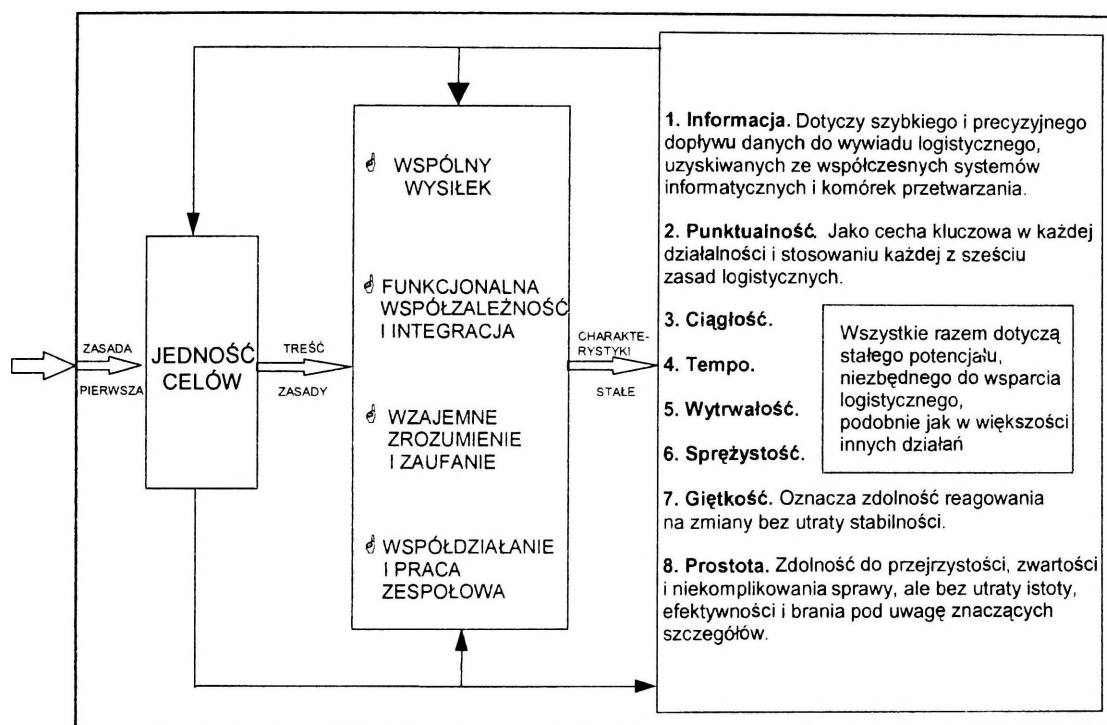 ZASADA
PIERWSZA
JEDNOŚĆ
CELÓW
TREŚĆ
ZASADY
WSPÓLNY
WYSIŁEK
FUNKCJONALNA
WSPÓŁZALEŻNOŚĆ
I INTEGRACJA
WZAJEMNE
ZROZUMIENIE
I ZAUFANIE
WSPÓŁDZIAŁANIE
I PRACA
ZESPOŁOWA
CHARAKTE-
RYSTYKI
STAŁE
1. Informacja. Dotyczy szybkiego i precyzyjnego
dopływu danych do wywiadu logistycznego,
uzyskiwanych ze współczesnych systemów
informatycznych i komórek przetwarzania.
2. Punktualność. Jako cecha kluczowa w każdej
działalności i stosowaniu każdej z sześciu
zasad logistycznych.
3. Ciągłość.
4. Tempo.
5. Wytrwałość.
6. Sprężystość.
Wszystkie razem dotyczą
stałego potencjału,
niezbędnego do wsparcia
logistycznego,
podobnie jak w większości
innych działań
7. Giętkość. Oznacza zdolność reagowania
na zmiany bez utraty stabilności.
8. Prostota. Zdolność do przejrzystości, zwartości
i niekomplikowania sprawy, ale bez utraty istoty,
efektywności i brania pod uwagę znaczących
szczegółów.